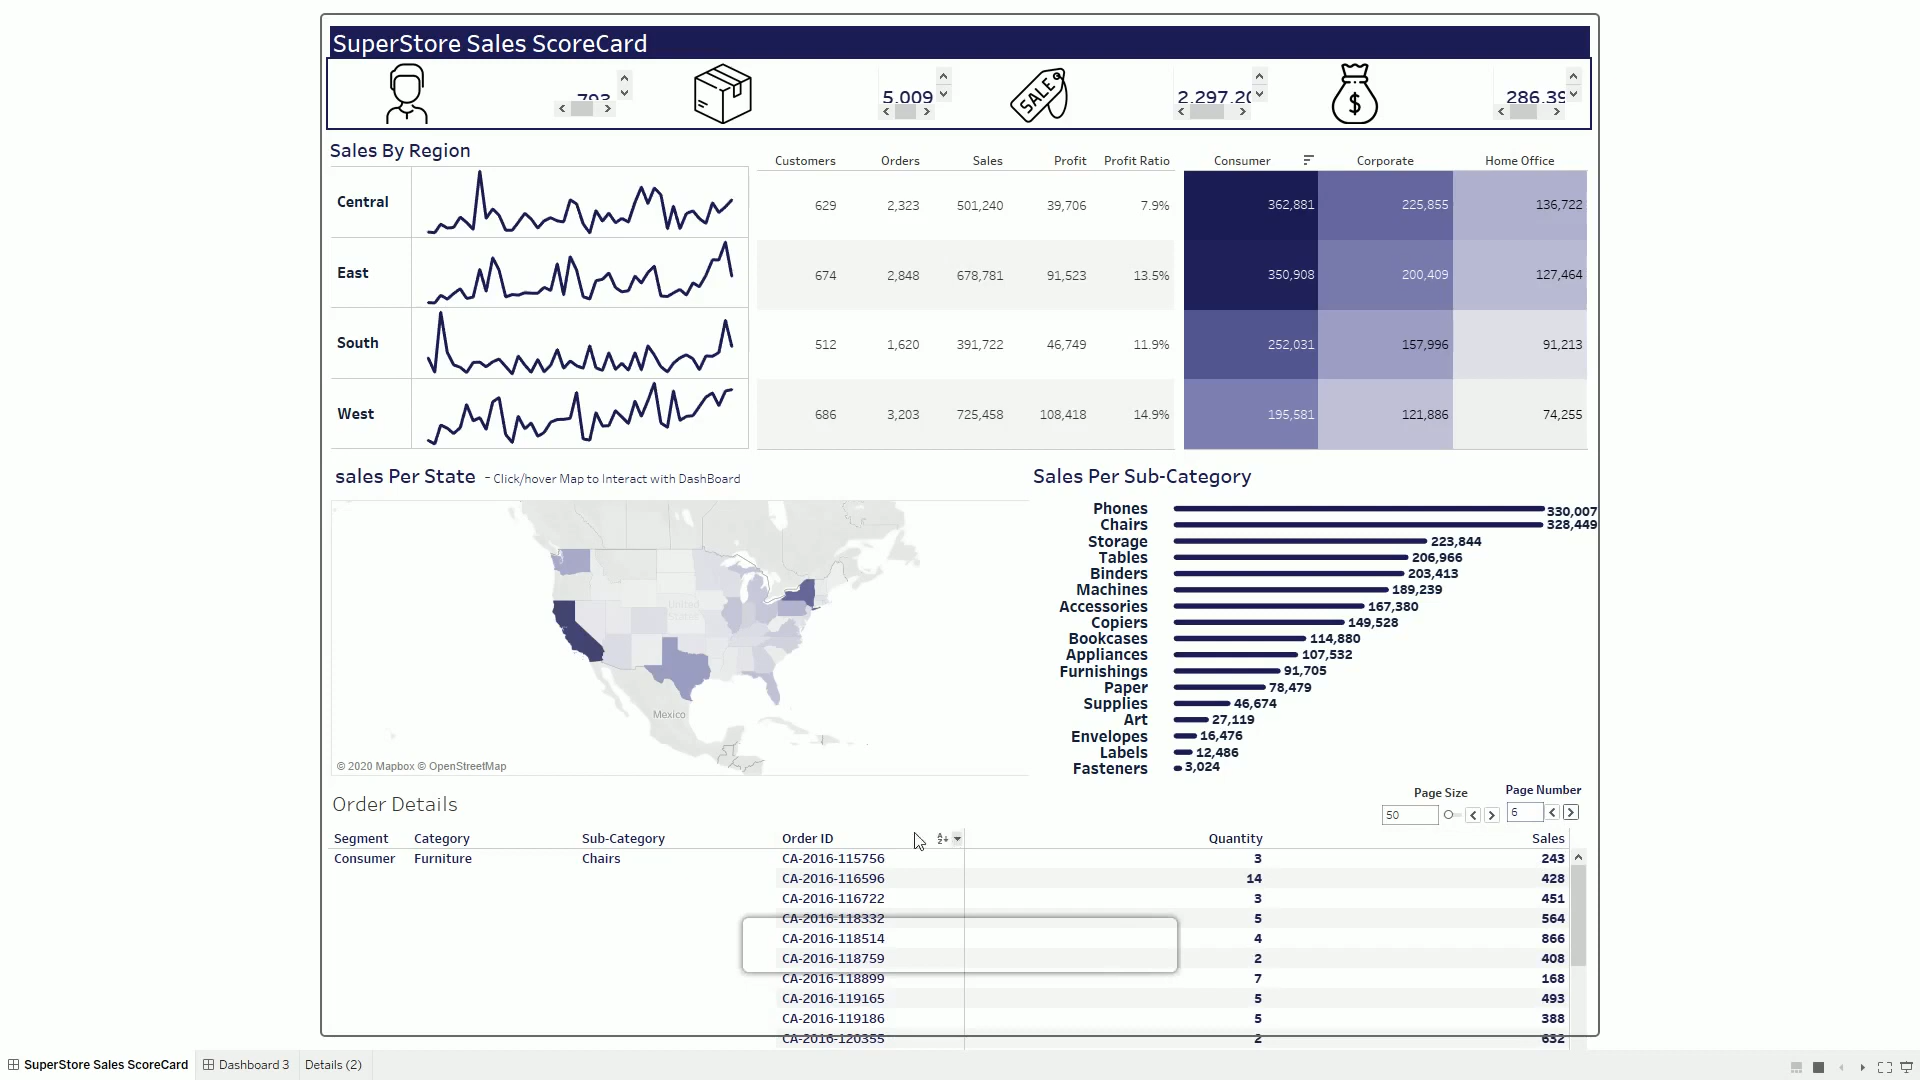 SuperStore Sales ScoreCard
SALE
$
5,009
2,297,20
286,39
Sales By Region
Customers Orders Sales Profit Profit Ratio Consumer Corporate Home Office
Central 629 2,323 501,240 39,706 7.9% 362,881 225,855 136,722
East 674 2,848 678,781 91,523 13.5% 350,908 200,409 127,464
South 512 1,620 391,722 46,749 11.9% 252,031 157,996 91,213
West 686 3,203 725,458 108,418 14.9% 195,581 121,886 74,255
sales Per State - Click/hover Map to Interact with DashBoard
United
States
Mexico
© 2020 Mapbox © OpenStreetMap
Sales Per Sub-Category
Phones 330,007
Chairs 328,449
Storage 223,844
Tables 206,966
Binders 203,413
Machines 189,239
Accessories 167,380
Copiers 149,528
Bookcases 114,880
Appliances 107,532
Furnishings 91,705
Paper 78,479
Supplies 46,674
Art 27,119
Envelopes 16,476
Labels 12,486
Fasteners 3,024
Order Details
Page Size Page Number
50 6
Segment Category Sub-Category Order ID Quantity Sales
Consumer Furniture Chairs CA-2016-115756 3 243
CA-2016-116596 14 428
CA-2016-116722 3 451
CA-2016-118332 5 564
CA-2016-118514 4 866
CA-2016-118759 2 408
CA-2016-118899 7 168
CA-2016-119165 5 493
CA-2016-119186 5 388
CA-2016-120355 2 632
SuperStore Sales ScoreCard Dashboard 3 Details (2)